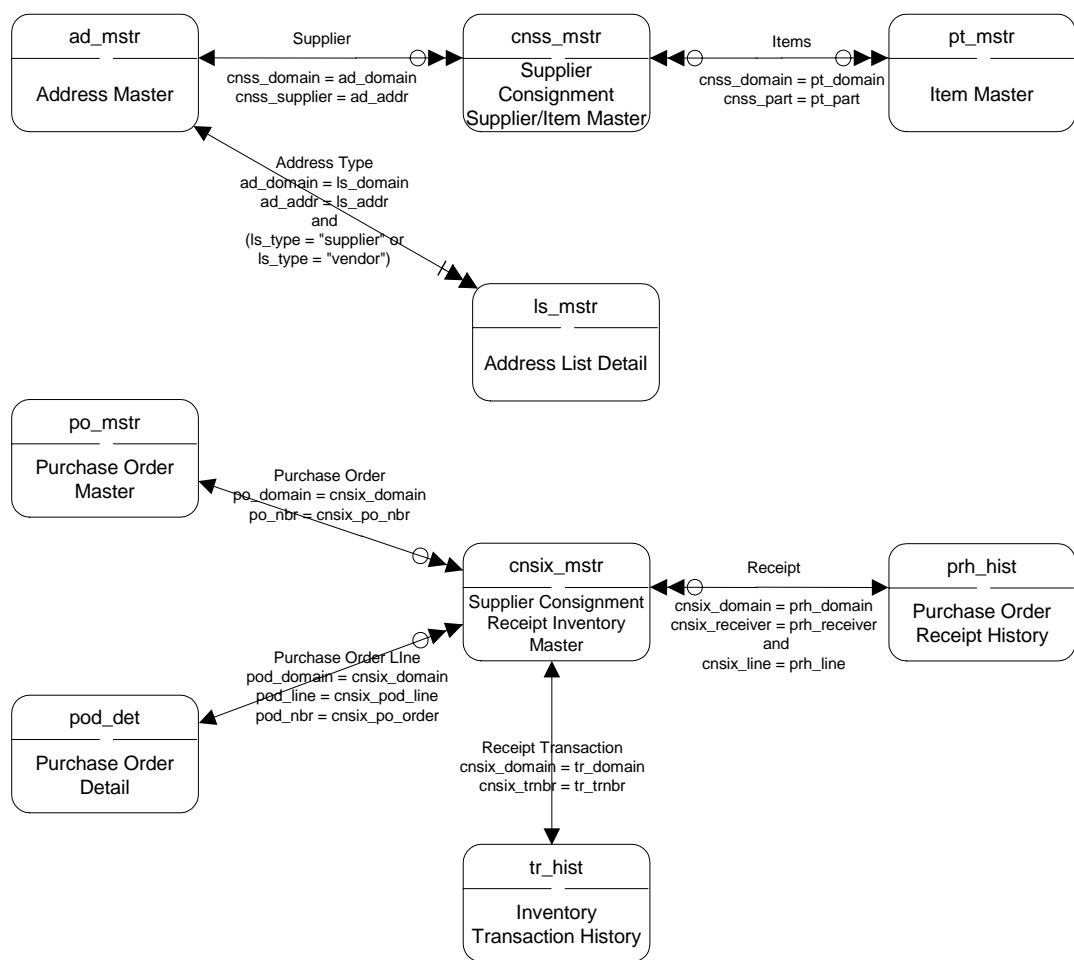 ad_mstr
Address Master
Supplier
cnss_domain = ad_domain
cnss_supplier = ad_addr
cnss_mstr
Supplier
Consignment
Supplier/Item Master
Items
cnss_domain = pt_domain
cnss_part = pt_part
pt_mstr
Item Master
Address Type
ad_domain = ls_domain
ad_addr = ls_addr
and
(ls_type = "supplier" or
ls_type = "vendor")
ls_mstr
Address List Detail
po_mstr
Purchase Order
Master
Purchase Order
po_domain = cnsix_domain
po_nbr = cnsix_po_nbr
cnsix_mstr
Supplier Consignment
Receipt Inventory
Master
Receipt
cnsix_domain = prh_domain
cnsix_receiver = prh_receiver
and
cnsix_line = prh_line
prh_hist
Purchase Order
Receipt History
Purchase Order LIne
pod_domain = cnsix_domain
pod_line = cnsix_pod_line
pod_nbr = cnsix_po_order
pod_det
Purchase Order
Detail
Receipt Transaction
cnsix_domain = tr_domain
cnsix_trnbr = tr_trnbr
tr_hist
Inventory
Transaction History